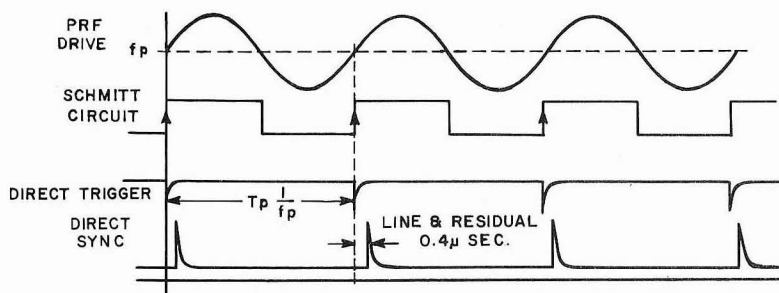 PRF
DRIVE
fp
SCHMITT
CIRCUIT
DIRECT TRIGGER
Tp 1/fp
DIRECT
SYNC
LINE & RESIDUAL
0.4μ SEC.